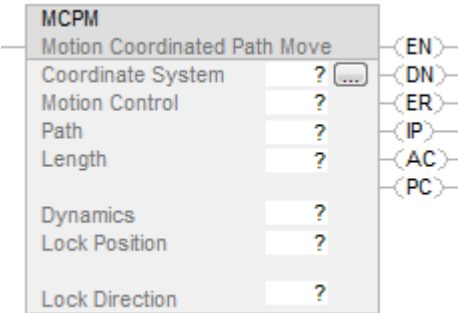 MCPM
Motion Coordinated Path Move (EN)
Coordinate System ? ... (DN)
Motion Control ? (ER)
Path ? (IP)
Length ? (AC)
(PC)
Dynamics ?
Lock Position ?
Lock Direction ?